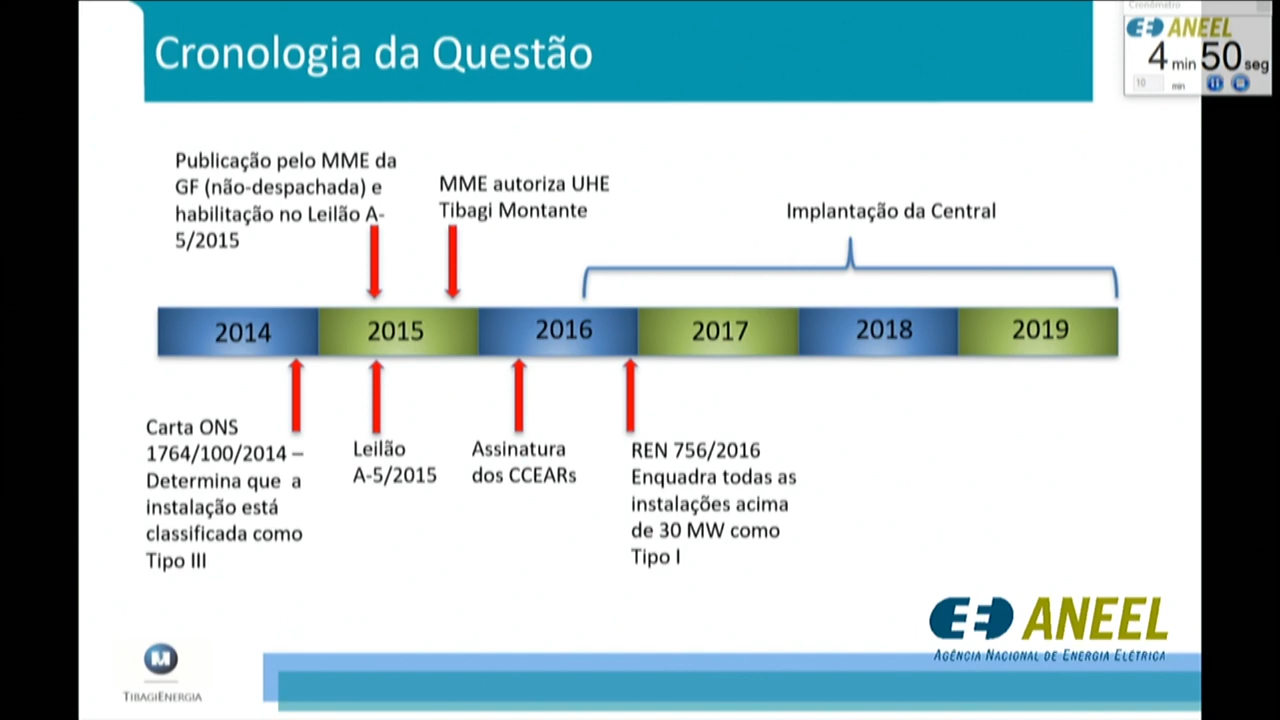 Cronologia da Questão
Cronômetro
ANEEL
4 min 50 seg
10 min
Publicação pelo MME da
GF (não-despachada) e
habilitação no Leilão A-
5/2015
MME autoriza UHE
Tibagi Montante
Implantação da Central
2014
2015
2016
2017
2018
2019
Carta ONS
1764/100/2014 –
Determina que a
instalação está
classificada como
Tipo III
Leilão
A-5/2015
Assinatura
dos CCEARs
REN 756/2016
Enquadra todas as
instalações acima
de 30 MW como
Tipo I
TIBAGIENERGIA
ANEEL
AGÊNCIA NACIONAL DE ENERGIA ELÉTRICA